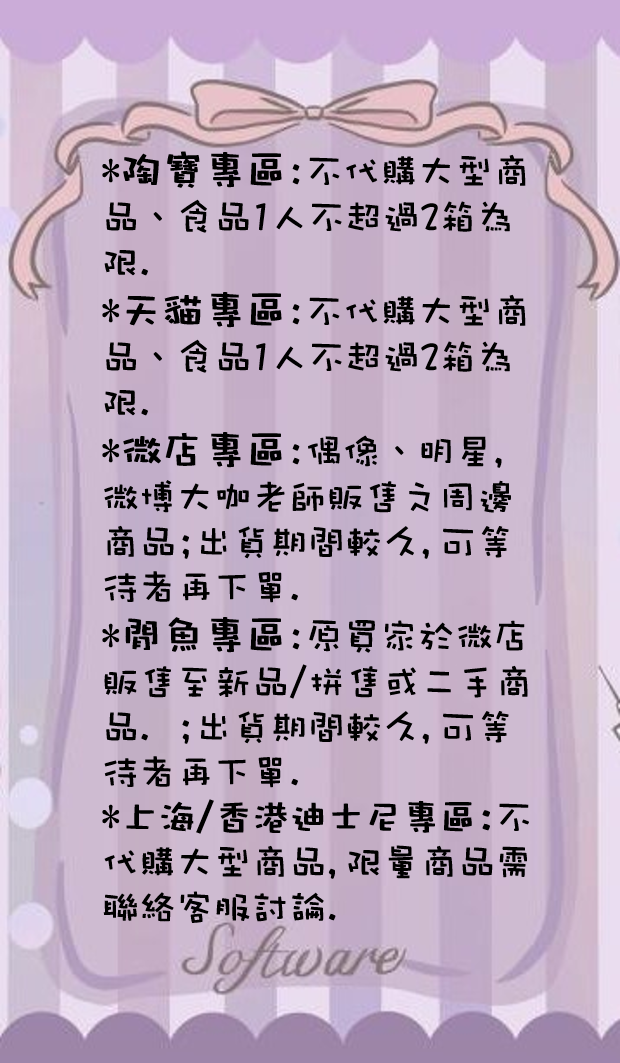 *陶寶專區:不代購大型商
品、食品1人不超過2箱為
限.
*天貓專區:不代購大型商
品、食品1人不超過2箱為
限.
*微店專區:偶像、明星,
微博大咖老師販售之周邊
商品;出貨期間較久,可等
待者再下單.
*閒魚專區:原買家於微店
販售至新品/拼售或二手商
品. ;出貨期間較久,可等
待者再下單.
*上海/香港迪士尼專區:不
代購大型商品,限量商品需
聯絡客服討論.
Software